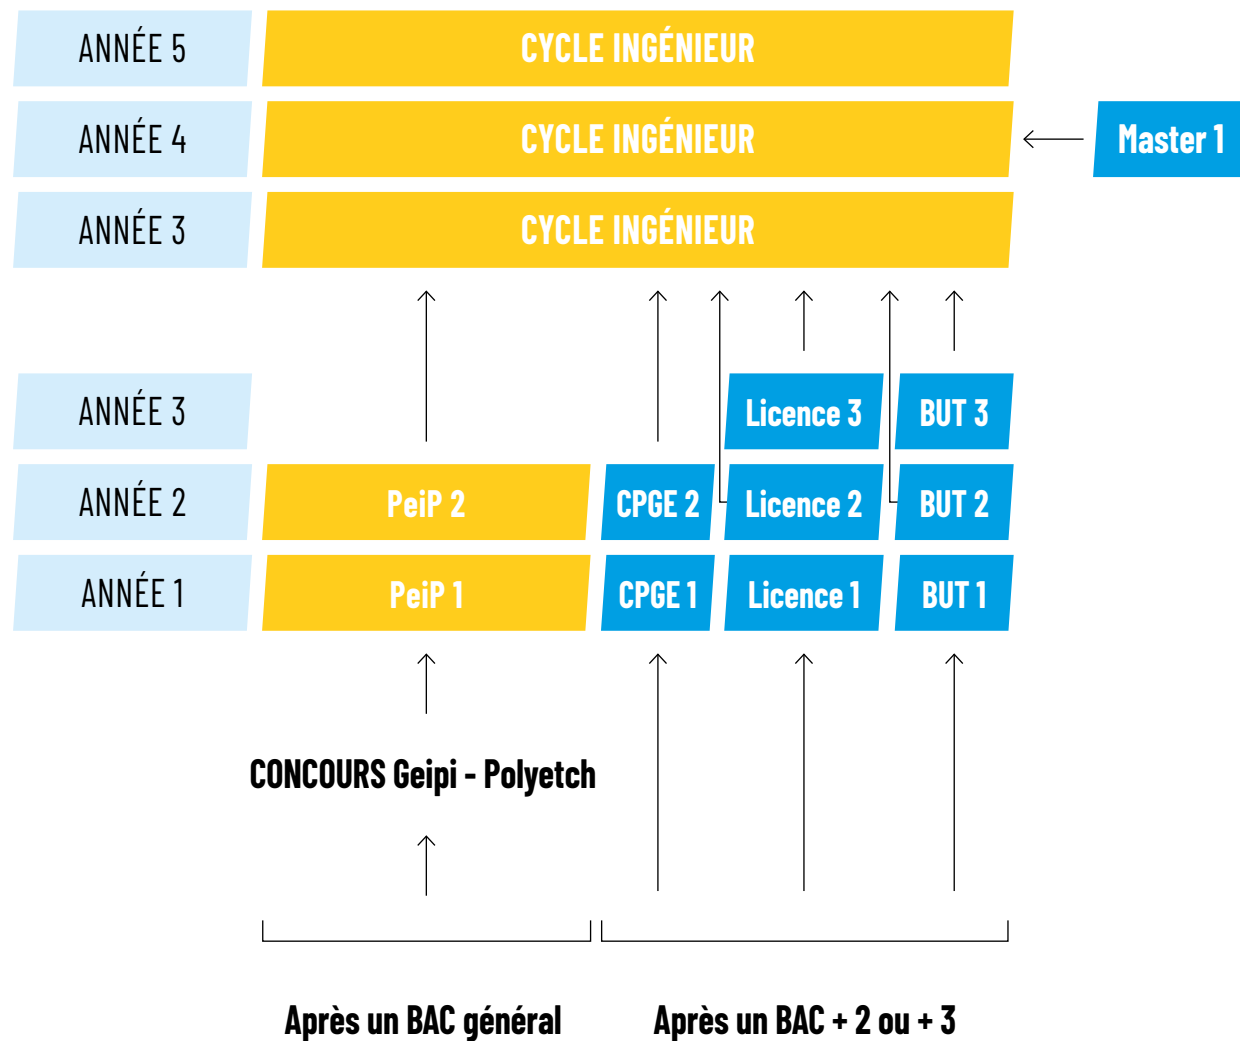 ANNÉE 5 CYCLE INGÉNIEUR
ANNÉE 4 CYCLE INGÉNIEUR Master 1
ANNÉE 3 CYCLE INGÉNIEUR
ANNÉE 3 Licence 3 BUT 3
ANNÉE 2 PeiP 2 CPGE 2 Licence 2 BUT 2
ANNÉE 1 PeiP 1 CPGE 1 Licence 1 BUT 1
CONCOURS Geipi - Polyetch
Après un BAC général Après un BAC + 2 ou + 3